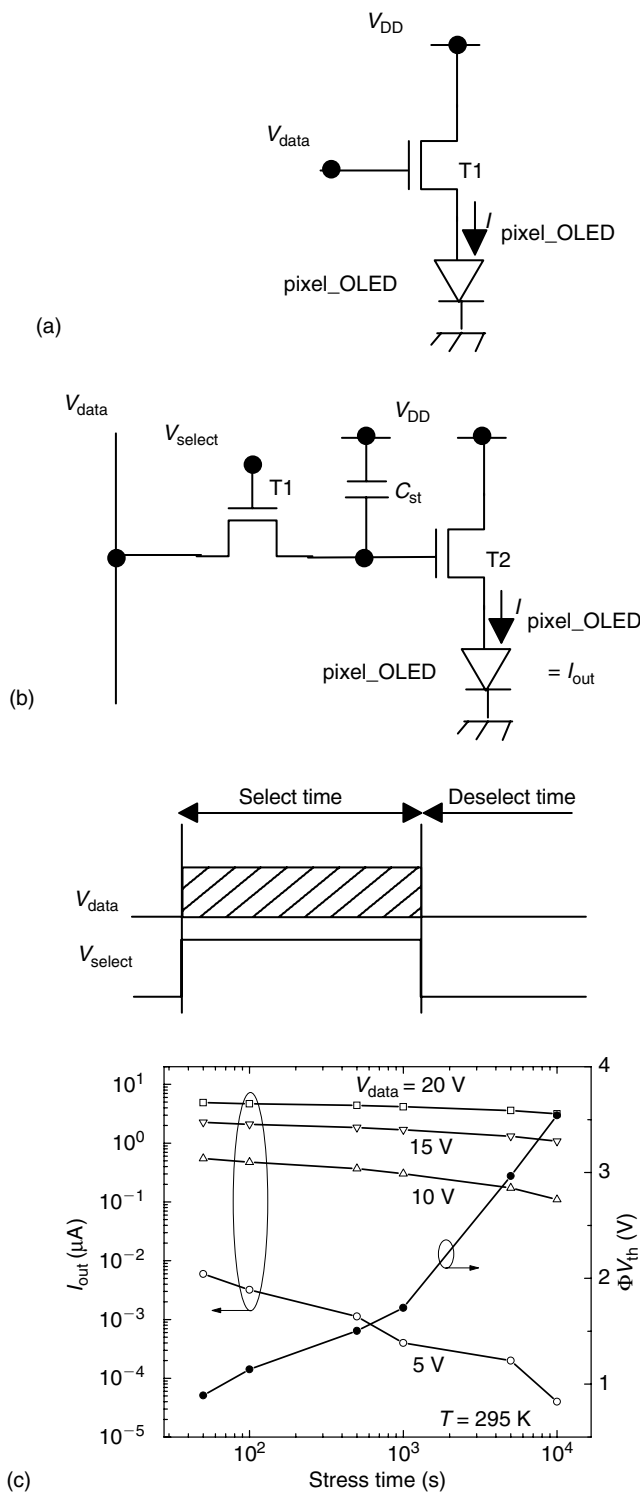 V_DD
V_data
T1
I
pixel_OLED
pixel_OLED
(a)
V_data
V_DD
V_select
T1
C_st
T2
I
pixel_OLED
pixel_OLED
= I_out
(b)
Select time
Deselect time
V_data
V_select
10^1
10^0
10^-1
10^-2
10^-3
10^-4
10^-5
I_out (μA)
V_data = 20 V
15 V
10 V
5 V
T = 295 K
4
3
2
1
ΦV_th (V)
10^2
10^3
10^4
Stress time (s)
(c)